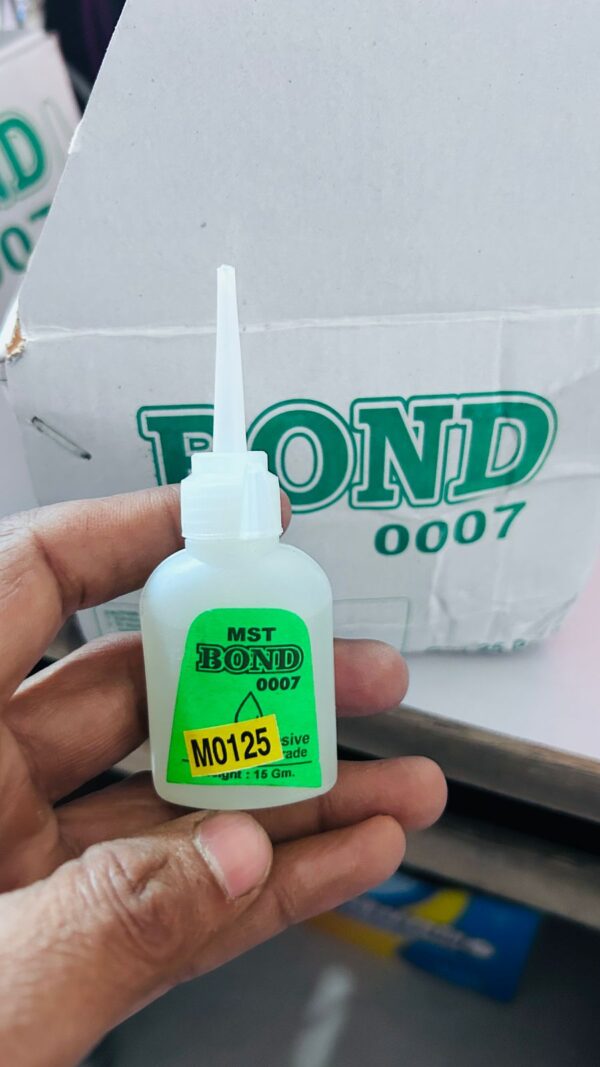 BOND
0007
MST
BOND
0007
M0125
sive
rade
ght : 15 Gm.